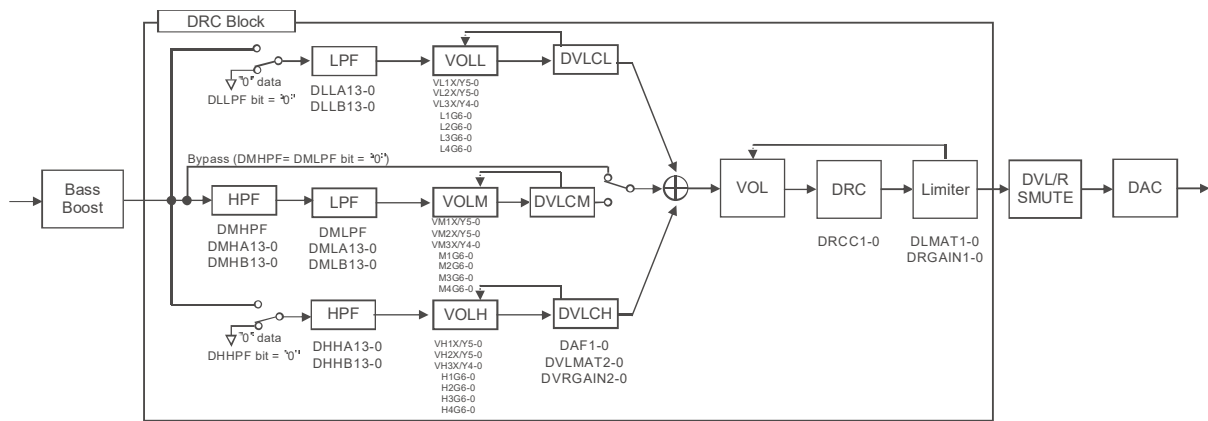 DRC Block
"0" data
DLLPF bit = "0"
LPF
DLLA13-0
DLLB13-0
VOLL
VL1X/Y5-0
VL2X/Y5-0
VL3X/Y4-0
L1G6-0
L2G6-0
L3G6-0
L4G6-0
DVLCL
Bypass (DMHPF= DMLPF bit = "0")
Bass
Boost
HPF
DMHPF
DMHA13-0
DMHB13-0
LPF
DMLPF
DMLA13-0
DMLB13-0
VOLM
VM1X/Y5-0
VM2X/Y5-0
VM3X/Y4-0
M1G6-0
M2G6-0
M3G6-0
M4G6-0
DVLCM
VOL
DRC
DRCC1-0
Limiter
DLMAT1-0
DRGAIN1-0
DVL/R
SMUTE
DAC
"0" data
DHHPF bit = "0"
HPF
DHHA13-0
DHHB13-0
VOLH
VH1X/Y5-0
VH2X/Y5-0
VH3X/Y4-0
H1G6-0
H2G6-0
H3G6-0
H4G6-0
DVLCH
DAF1-0
DVLMAT2-0
DVRGAIN2-0